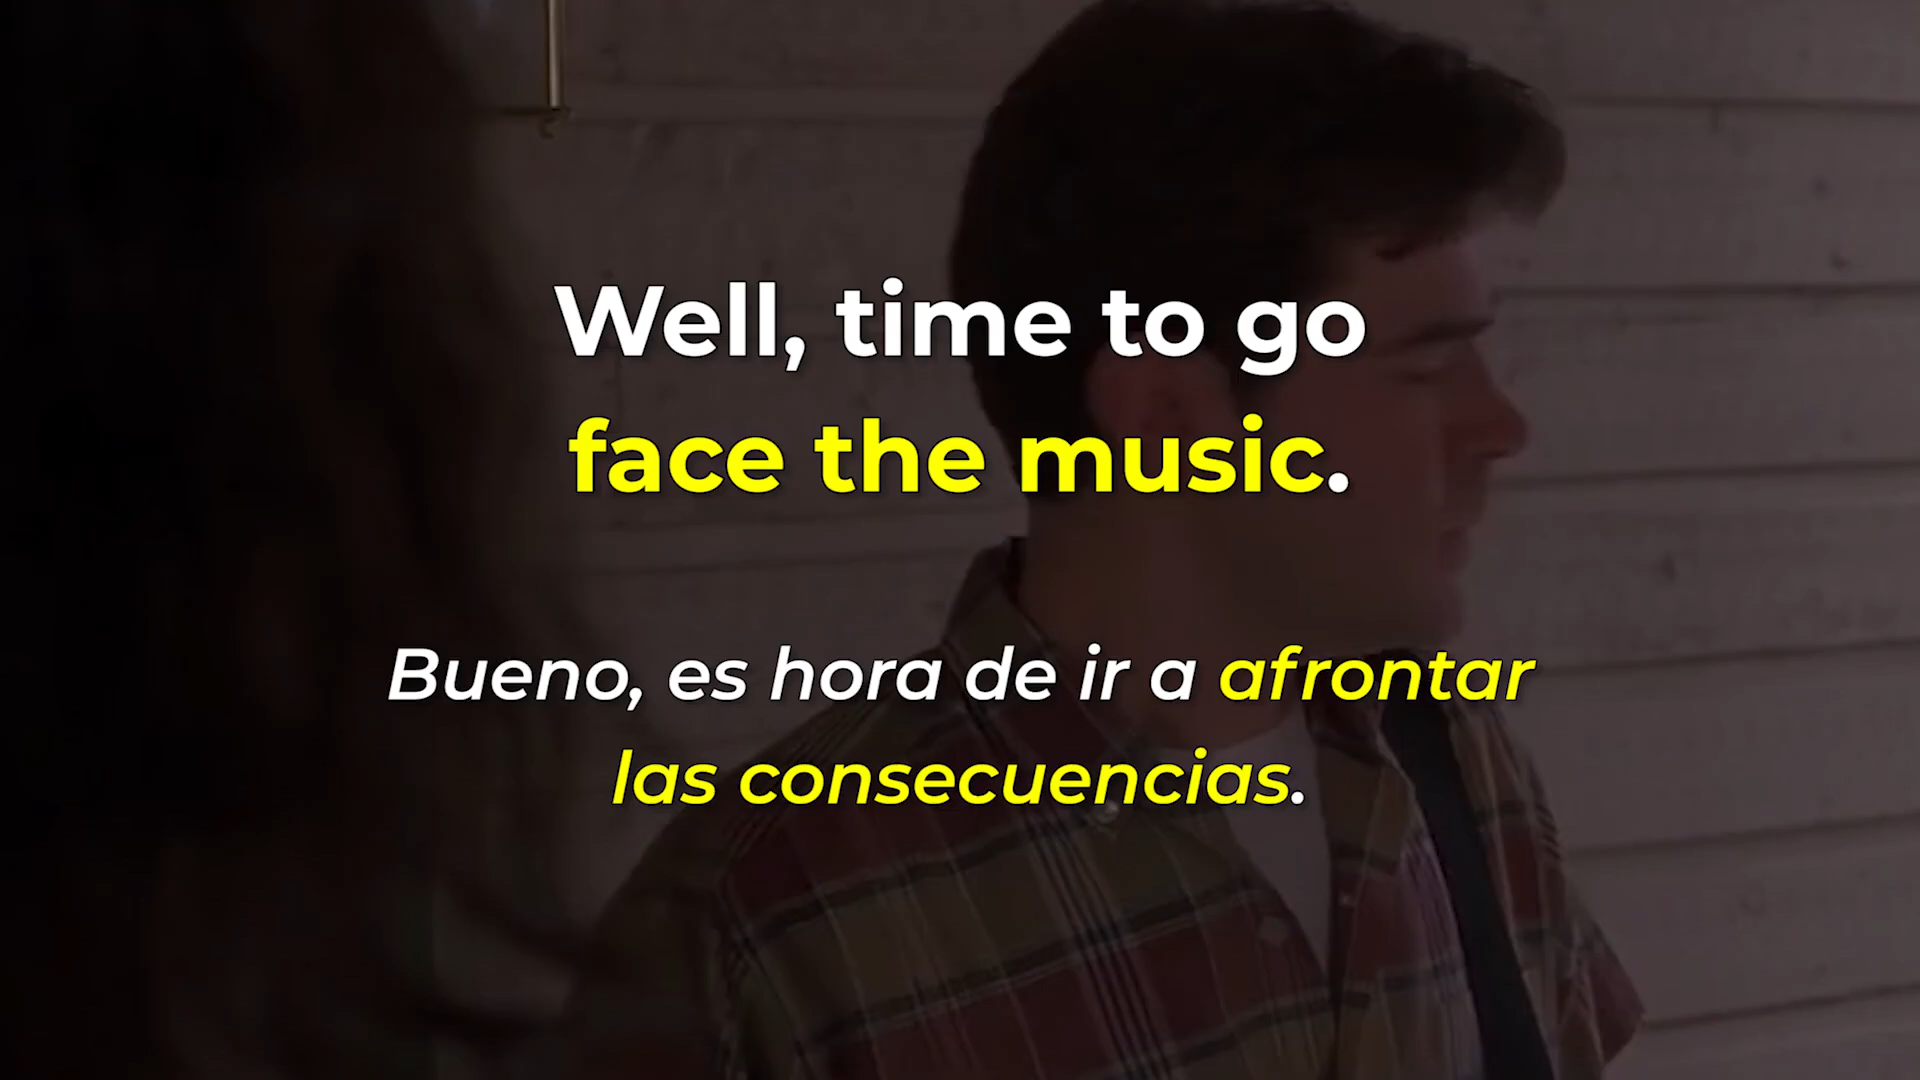 Well, time to go
face the music.
Bueno, es hora de ir a afrontar
las consecuencias.